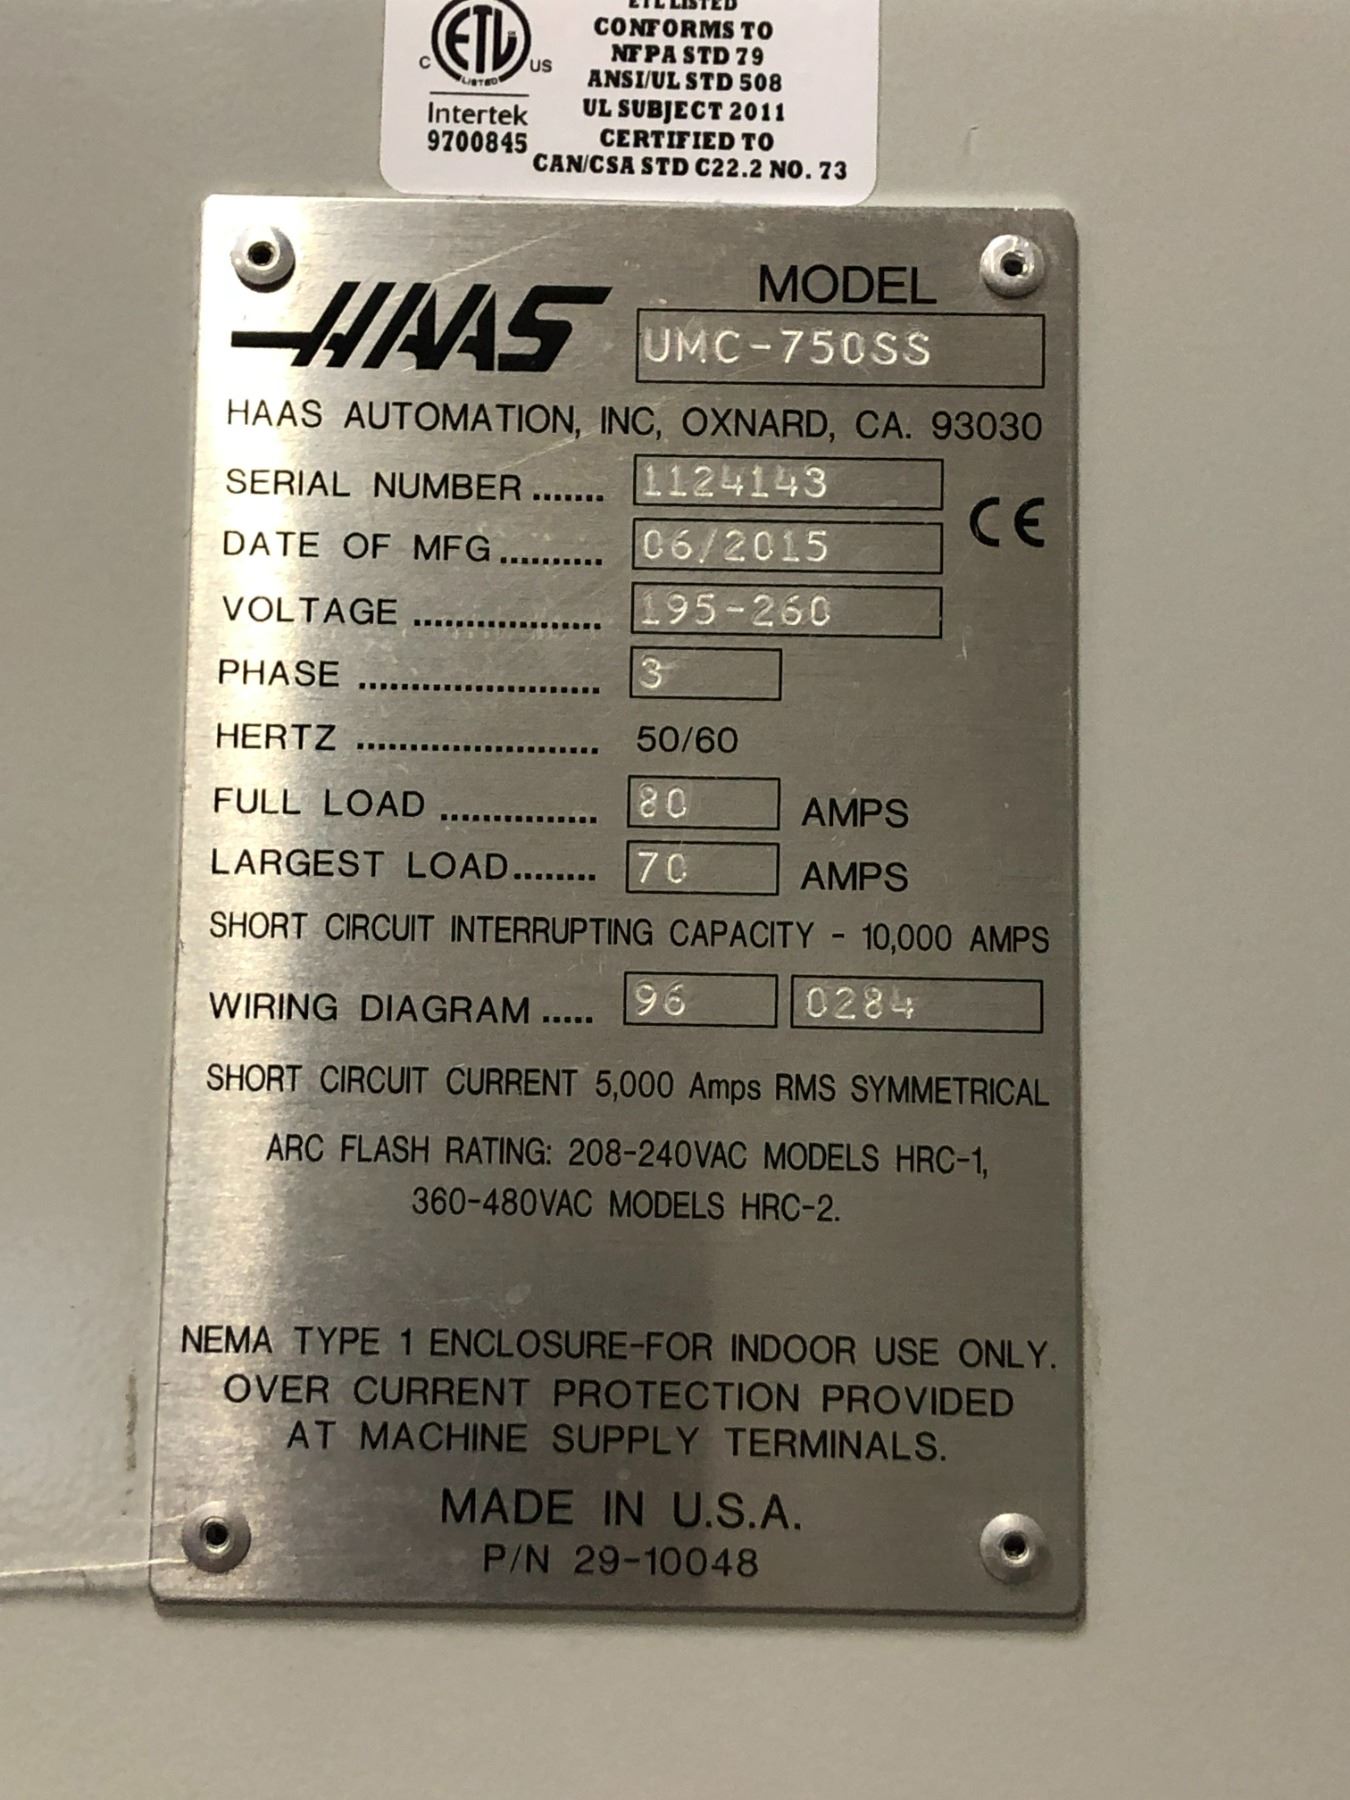 ETL LISTED
CONFORMS TO
NFPA STD 79
ANSI/UL STD 508
UL SUBJECT 2011
CERTIFIED TO
CAN/CSA STD C22.2 NO. 73
ETL
LISTED
C US
Intertek
9700845
HAAS
MODEL
UMC-750SS
HAAS AUTOMATION, INC, OXNARD, CA. 93030
SERIAL NUMBER ....... 1124143
CE
DATE OF MFG .......... 06/2015
VOLTAGE .................. 195-260
PHASE ....................... 3
HERTZ ....................... 50/60
FULL LOAD ............... 80 AMPS
LARGEST LOAD ........ 70 AMPS
SHORT CIRCUIT INTERRUPTING CAPACITY - 10,000 AMPS
WIRING DIAGRAM ..... 96 0284
SHORT CIRCUIT CURRENT 5,000 Amps RMS SYMMETRICAL
ARC FLASH RATING: 208-240VAC MODELS HRC-1,
360-480VAC MODELS HRC-2.
NEMA TYPE 1 ENCLOSURE-FOR INDOOR USE ONLY.
OVER CURRENT PROTECTION PROVIDED
AT MACHINE SUPPLY TERMINALS.
MADE IN U.S.A.
P/N 29-10048